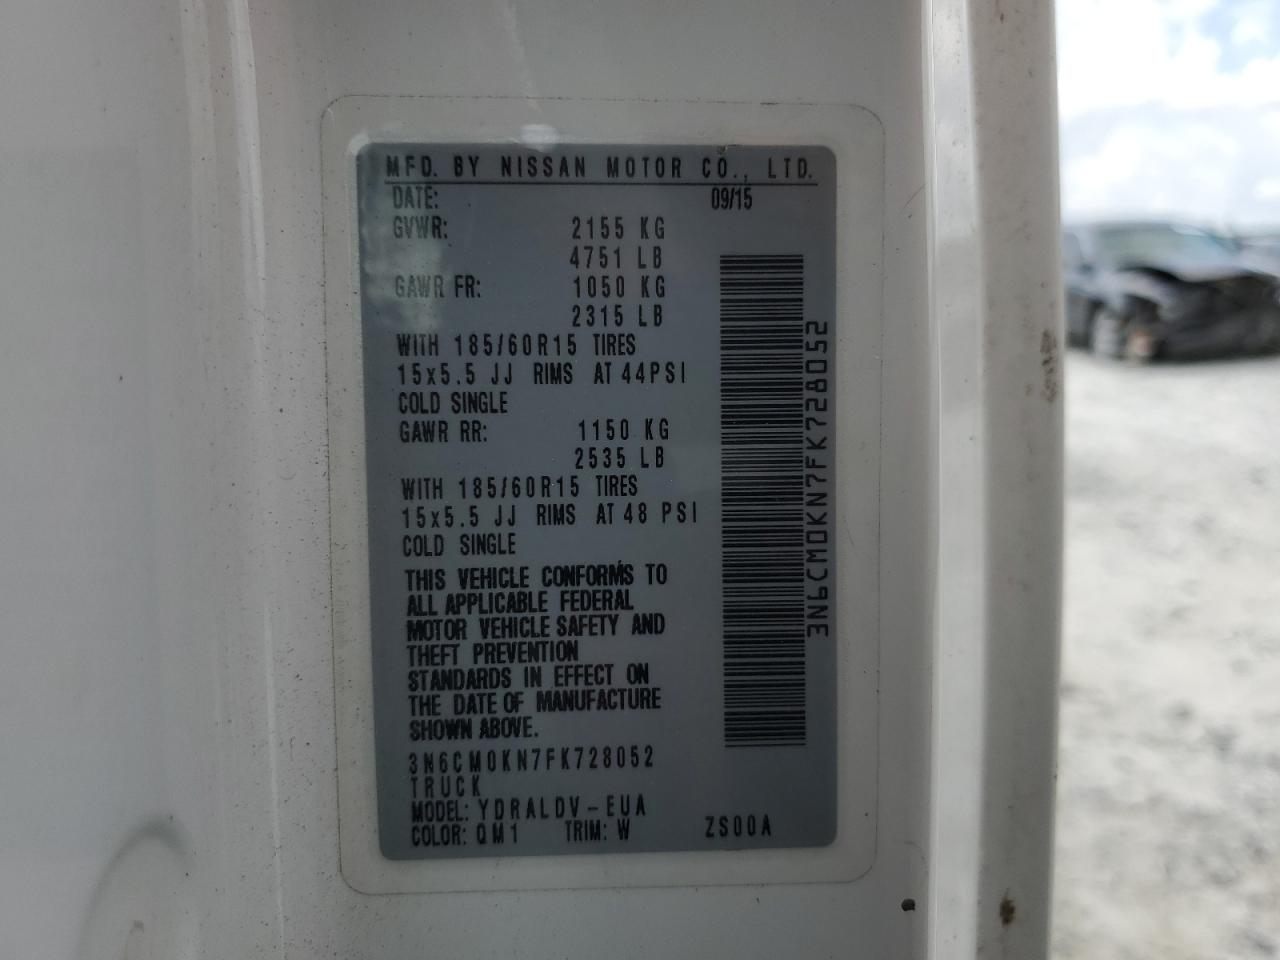 MFD. BY NISSAN MOTOR CO., LTD.
DATE: 09/15
GVWR: 2155 KG
4751 LB
GAWR FR: 1050 KG
2315 LB
WITH 185/60R15 TIRES
15x5.5 JJ RIMS AT 44PSI
COLD SINGLE
GAWR RR: 1150 KG
2535 LB
WITH 185/60R15 TIRES
15x5.5 JJ RIMS AT 48 PSI
COLD SINGLE
THIS VEHICLE CONFORMS TO
ALL APPLICABLE FEDERAL
MOTOR VEHICLE SAFETY AND
THEFT PREVENTION
STANDARDS IN EFFECT ON
THE DATE OF MANUFACTURE
SHOWN ABOVE.
3N6CM0KN7FK728052
TRUCK
MODEL: YDRALDV-EUA
COLOR: QM1 TRIM: W ZS00A
3N6CM0KN7FK728052